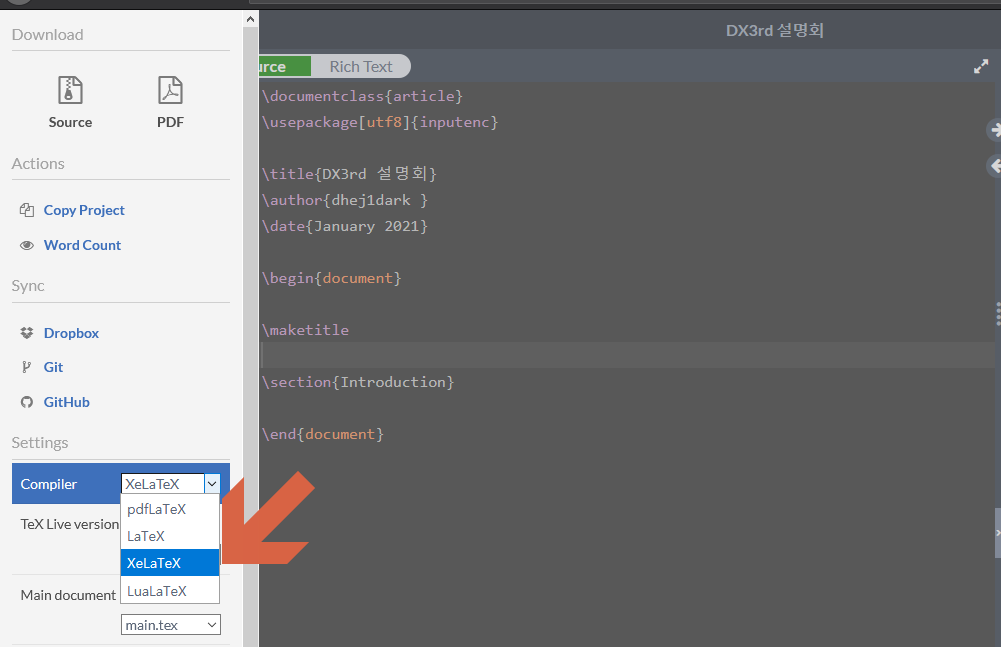 Download
Source
PDF
Actions
Copy Project
Word Count
Sync
Dropbox
Git
GitHub
Settings
Compiler
XeLaTeX
pdfLaTeX
LaTeX
XeLaTeX
LuaLaTeX
TeX Live version
Main document
main.tex
DX3rd 설명회
urce
Rich Text
\documentclass{article}
\usepackage[utf8]{inputenc}
\title{DX3rd 설명회}
\author{dhej1dark }
\date{January 2021}
\begin{document}
\maketitle
\section{Introduction}
\end{document}